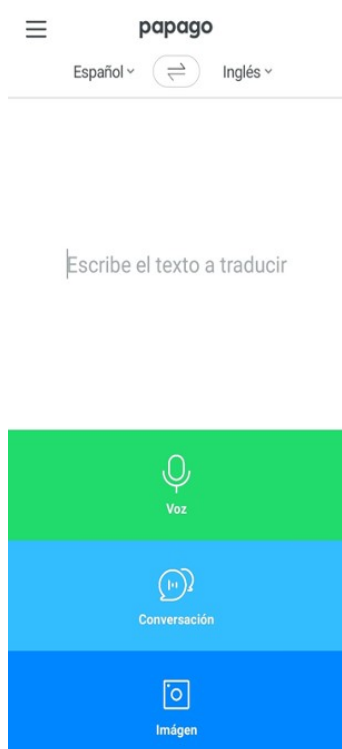 papago
Español Inglés
Escribe el texto a traducir
Voz
Conversación
Imágen